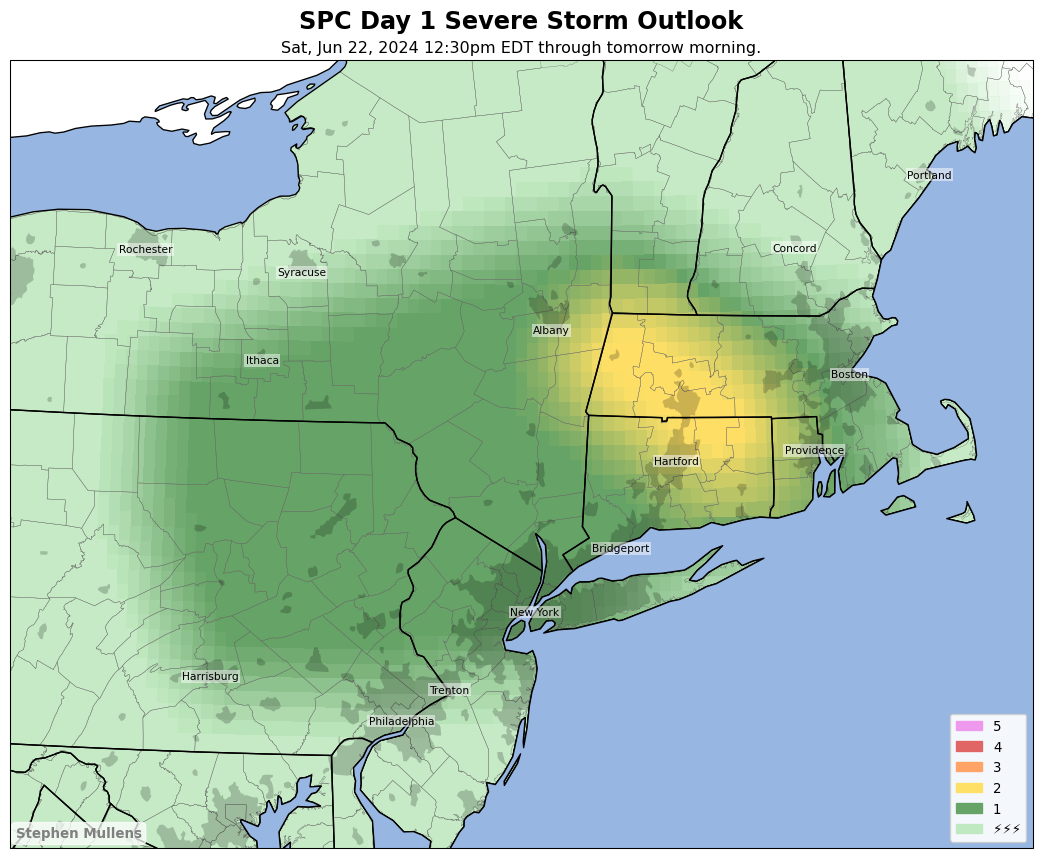 SPC Day 1 Severe Storm Outlook
Sat, Jun 22, 2024 12:30pm EDT through tomorrow morning.
Portland
Rochester
Concord
Syracuse
Albany
Ithaca
Boston
Providence
Hartford
Bridgeport
New York
Harrisburg
Trenton
Philadelphia
5
4
3
2
1
⚡⚡⚡
Stephen Mullens